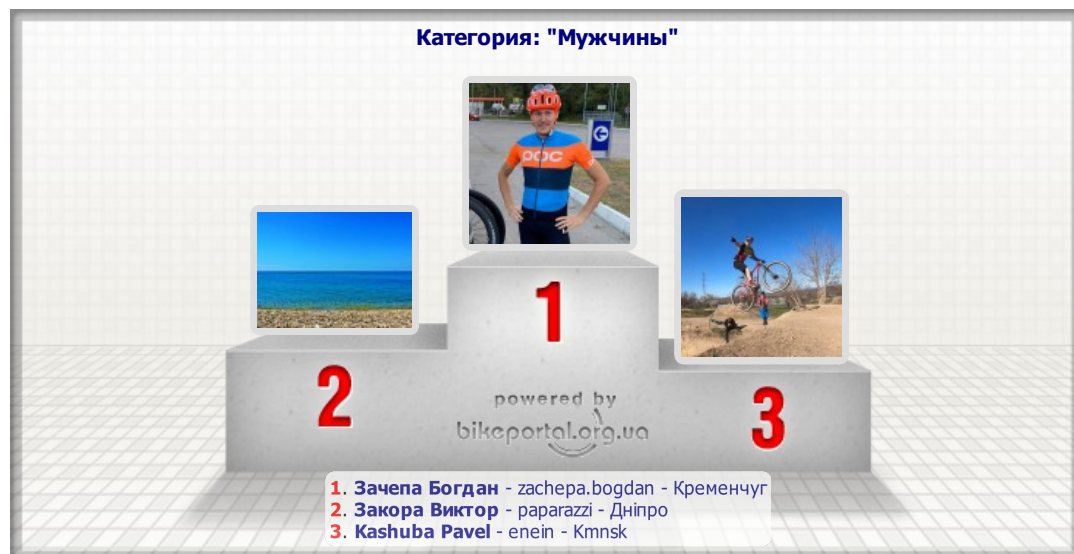 Категория: "Мужчины"
POC
1
2
3
powered by
bikeportal.org.ua
1. Зачепа Богдан - zachepa.bogdan - Кременчуг
2. Закора Виктор - paparazzi - Дніпро
3. Kashuba Pavel - enein - Kmnsk